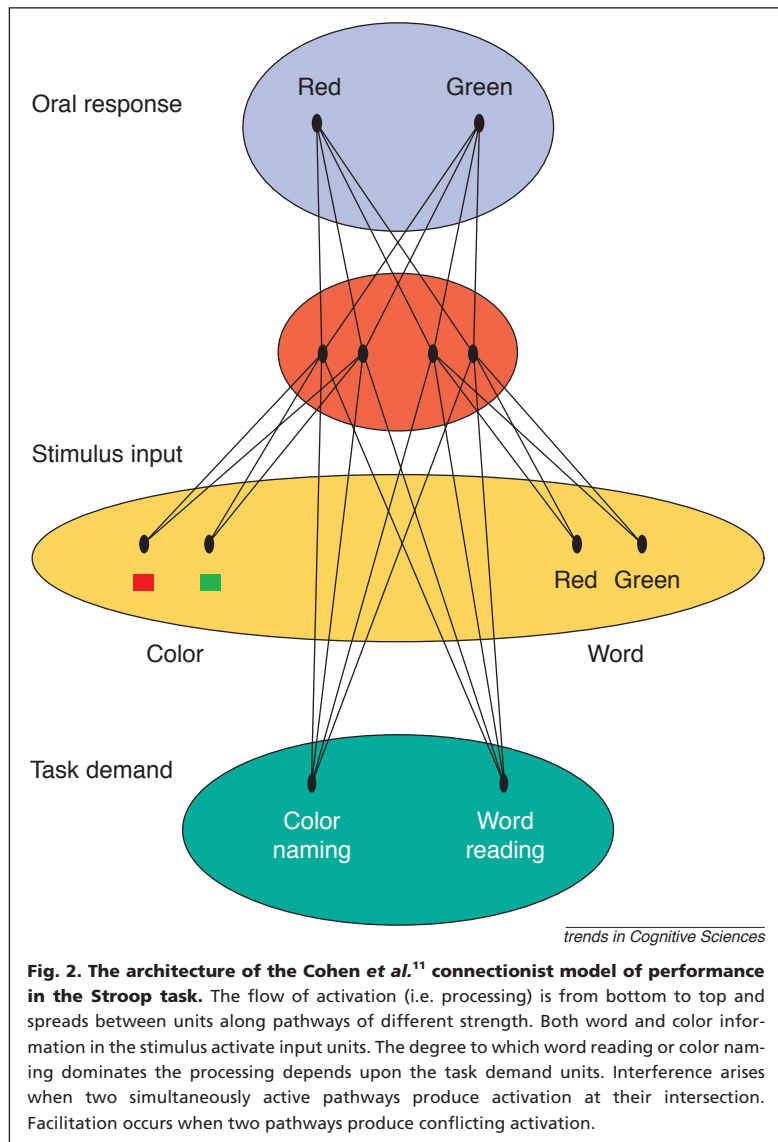 Red Green
Oral response
Stimulus input
Red Green
Color Word
Task demand
Color Word
naming reading
trends in Cognitive Sciences
Fig. 2. The architecture of the Cohen et al.11 connectionist model of performance
in the Stroop task. The flow of activation (i.e. processing) is from bottom to top and
spreads between units along pathways of different strength. Both word and color infor-
mation in the stimulus activate input units. The degree to which word reading or color nam-
ing dominates the processing depends upon the task demand units. Interference arises
when two simultaneously active pathways produce activation at their intersection.
Facilitation occurs when two pathways produce conflicting activation.